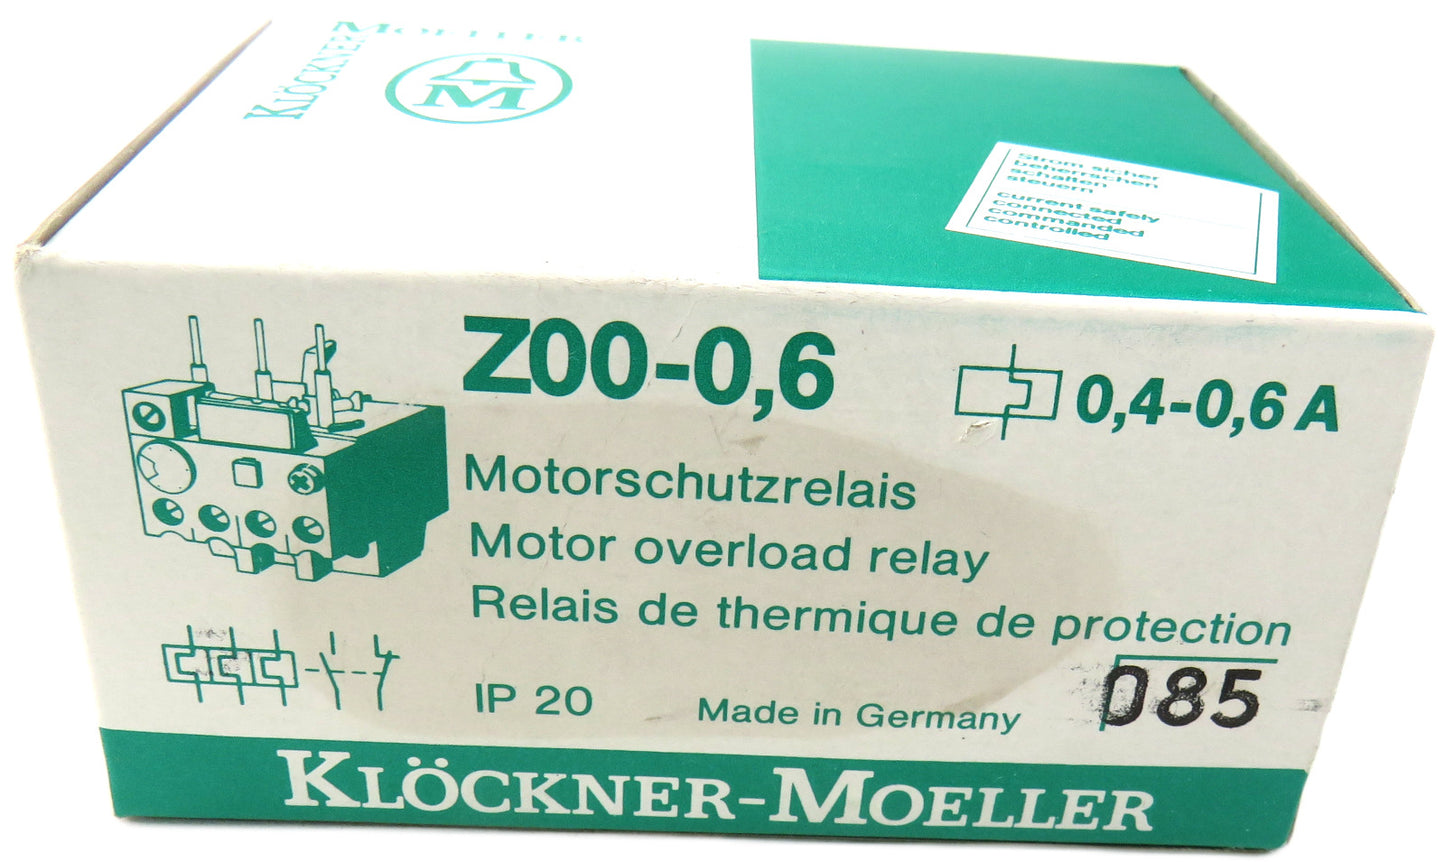 KLÖCKNER
MOELLER
M
Strom sicher
beherrschen
schalten
steuern
current safely
connected
commanded
controlled
Z00-0,6
0,4-0,6 A
Motorschutzrelais
Motor overload relay
Relais de thermique de protection
085
IP 20
Made in Germany
KLÖCKNER-MOELLER